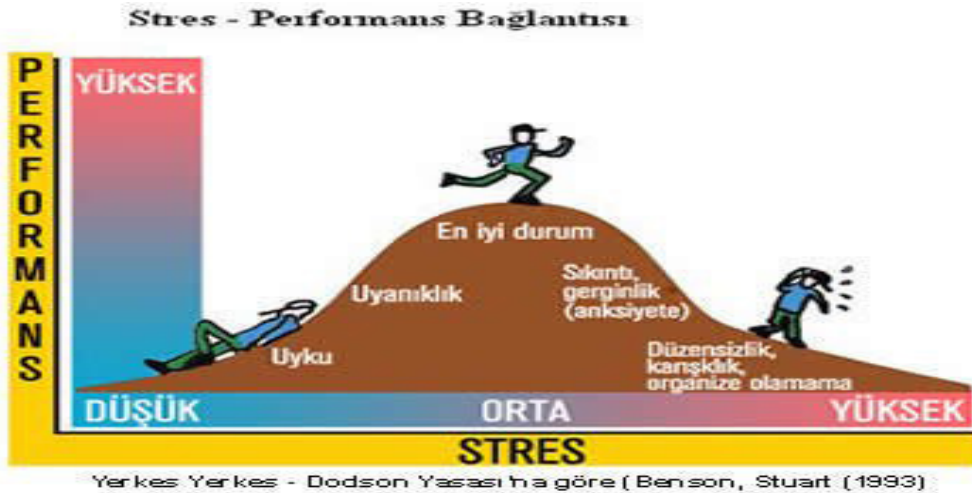 Stres - Performans Bağlantısı
PERFORMANS
YÜKSEK
En iyi durum
Uyanıklık
Sıkıntı,
gerginlik
(anksiyete)
Uyku
Düzensizlik,
karışklık,
organize olamama
DÜŞÜK ORTA YÜKSEK
STRES
Yerkes Yerkes - Dodson Yasası'na göre (Benson, Stuart (1993)